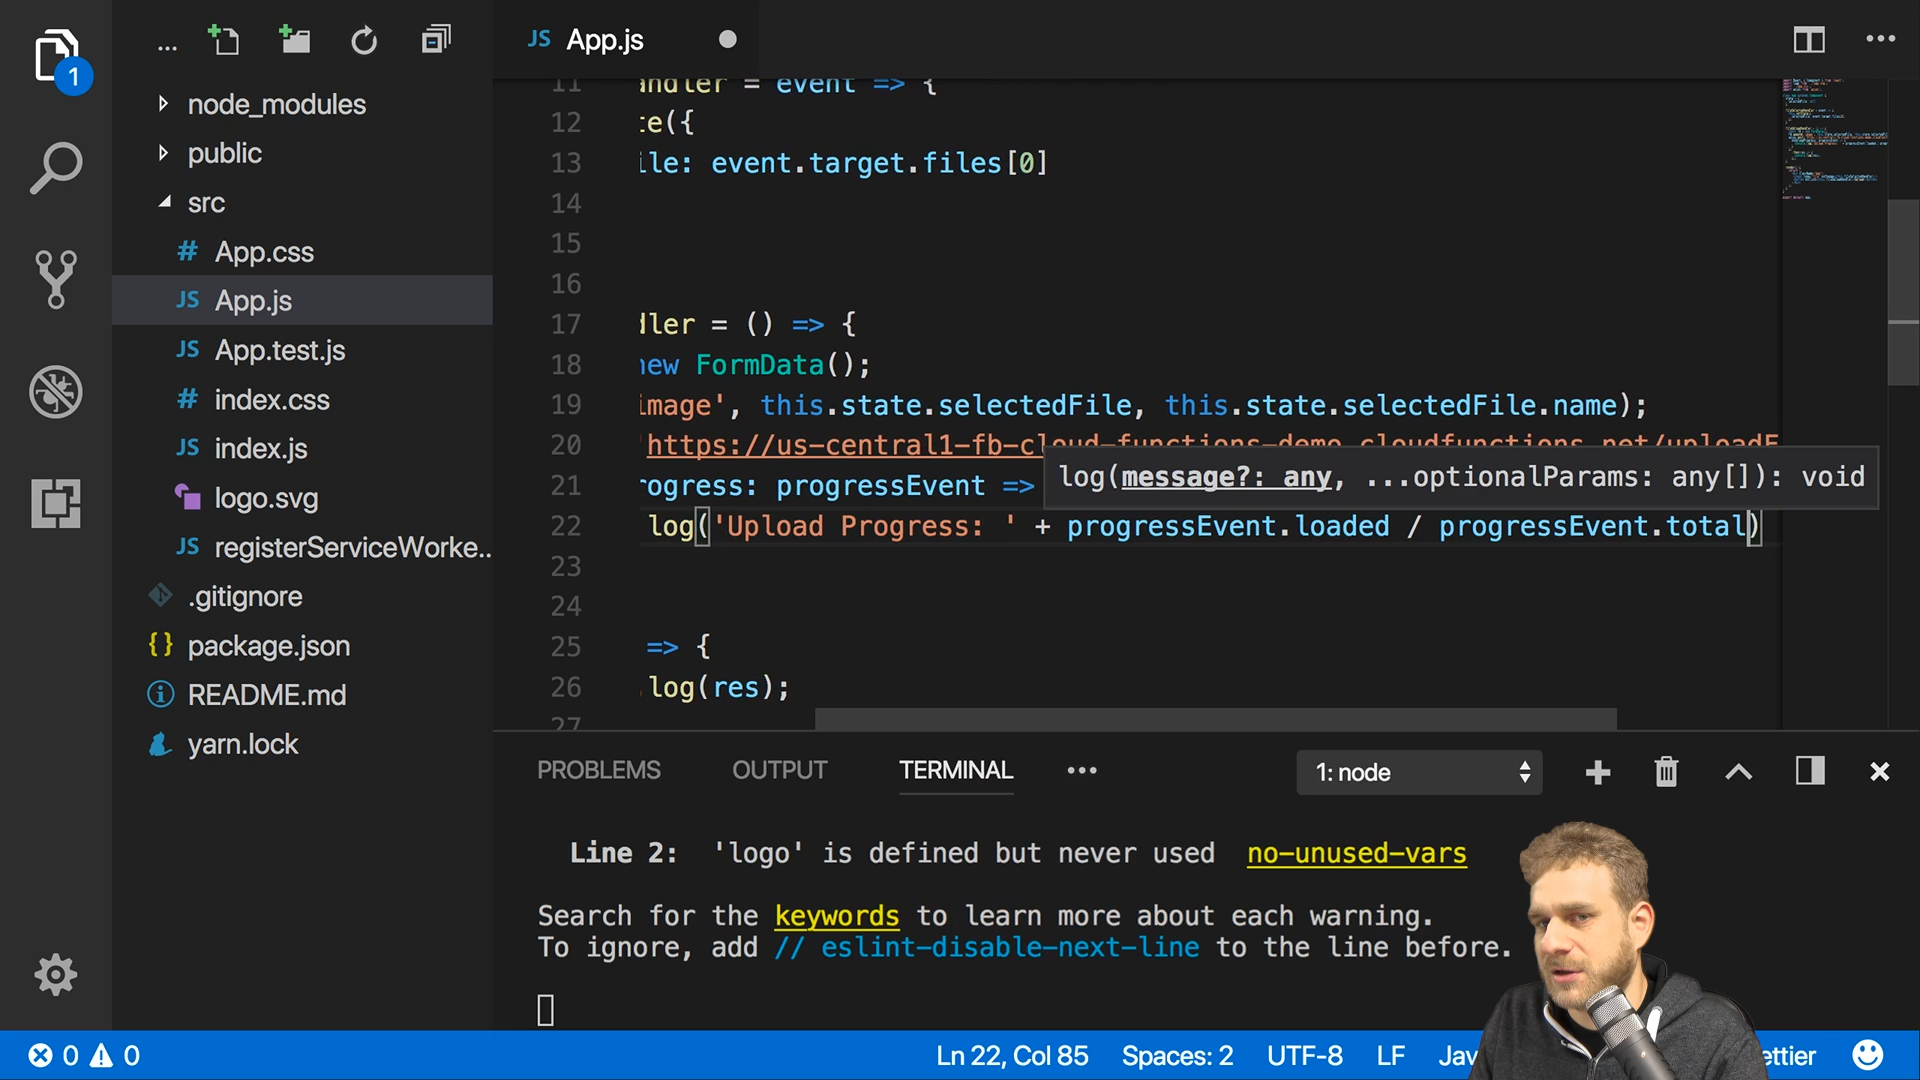 1
...
node_modules
public
src
# App.css
JS App.js
JS App.test.js
# index.css
JS index.js
logo.svg
JS registerServiceWorke...
.gitignore
{} package.json
README.md
yarn.lock
JS App.js
11 andler = event => {
12 te({
13 ile: event.target.files[0]
14
15
16
17 dler = () => {
18 new FormData();
19 image', this.state.selectedFile, this.state.selectedFile.name);
20 https://us-central1-fb-cloud-functions-demo.cloudfunctions.net/uploadF
21 rogress: progressEvent =>
log(message?: any, ...optionalParams: any[]): void
22 log('Upload Progress: ' + progressEvent.loaded / progressEvent.total)
23
24
25 => {
26 .log(res);
27
PROBLEMS OUTPUT TERMINAL ... 1: node
Line 2: 'logo' is defined but never used no-unused-vars
Search for the keywords to learn more about each warning.
To ignore, add // eslint-disable-next-line to the line before.
0 0 Ln 22, Col 85 Spaces: 2 UTF-8 LF Jav ettier